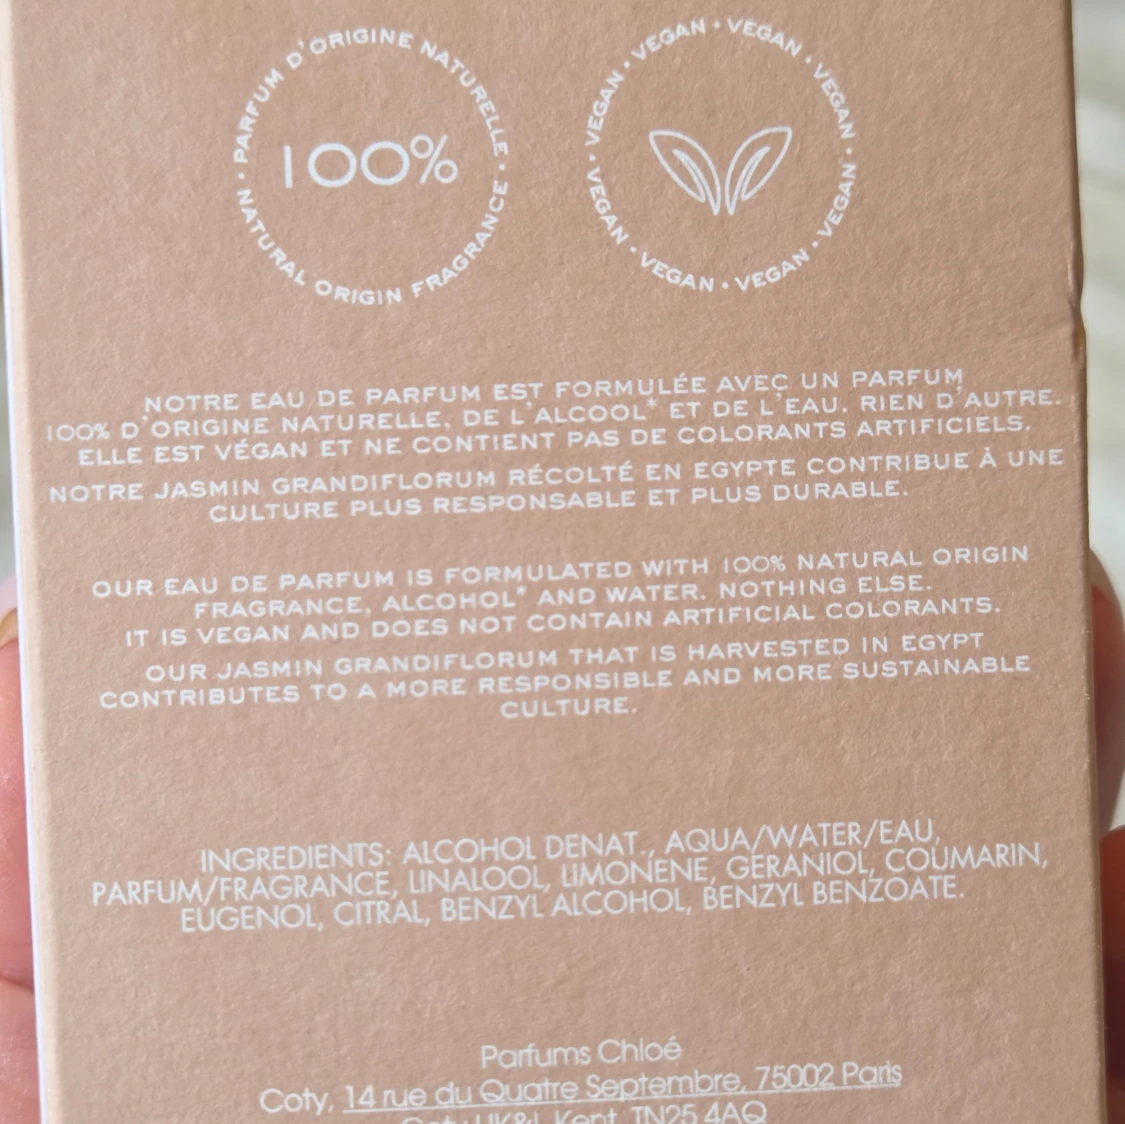 PARFUM D'ORIGINE NATURELLE • NATURAL ORIGIN FRAGRANCE •
100%
VEGAN • VEGAN • VEGAN • VEGAN • VEGAN • VEGAN • VEGAN • VEGAN •
NOTRE EAU DE PARFUM EST FORMULÉE AVEC UN PARFUM
100% D'ORIGINE NATURELLE, DE L'ALCOOL* ET DE L'EAU. RIEN D'AUTRE.
ELLE EST VÉGAN ET NE CONTIENT PAS DE COLORANTS ARTIFICIELS.
NOTRE JASMIN GRANDIFLORUM RÉCOLTÉ EN EGYPTE CONTRIBUE À UNE
CULTURE PLUS RESPONSABLE ET PLUS DURABLE.
OUR EAU DE PARFUM IS FORMULATED WITH 100% NATURAL ORIGIN
FRAGRANCE, ALCOHOL* AND WATER. NOTHING ELSE.
IT IS VEGAN AND DOES NOT CONTAIN ARTIFICIAL COLORANTS.
OUR JASMIN GRANDIFLORUM THAT IS HARVESTED IN EGYPT
CONTRIBUTES TO A MORE RESPONSIBLE AND MORE SUSTAINABLE
CULTURE.
INGREDIENTS: ALCOHOL DENAT., AQUA/WATER/EAU,
PARFUM/FRAGRANCE, LINALOOL, LIMONENE, GERANIOL, COUMARIN,
EUGENOL, CITRAL, BENZYL ALCOHOL, BENZYL BENZOATE.
Parfums Chloé
Coty, 14 rue du Quatre Septembre, 75002 Paris
Coty UK&I, Kent, TN25 4AQ